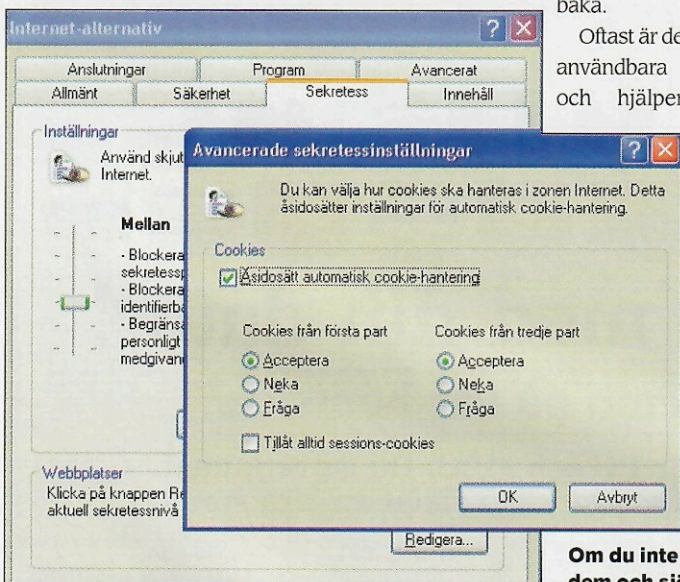 Internet-alternativ
Anslutningar Program Avancerat
Allmänt Säkerhet Sekretess Innehåll
Inställningar
Använd skjut
Internet.
Mellan
- Blockera
sekretessp
- Blockera
identifierba
- Begränsa
personligt
medgivan
Webbplatser
Klicka på knappen Re
aktuell sekretessnivå
Redigera...
Avancerade sekretessinställningar
Du kan välja hur cookies ska hanteras i zonen Internet. Detta
åsidosätter inställningar för automatisk cookie-hantering.
Cookies
Åsidosätt automatisk cookie-hantering
Cookies från första part Cookies från tredje part
Acceptera Acceptera
Neka Neka
Fråga Fråga
Tillåt alltid sessions-cookies
OK Avbryt
baka.
Oftast är de
användbara
och hjälper
Om du inte